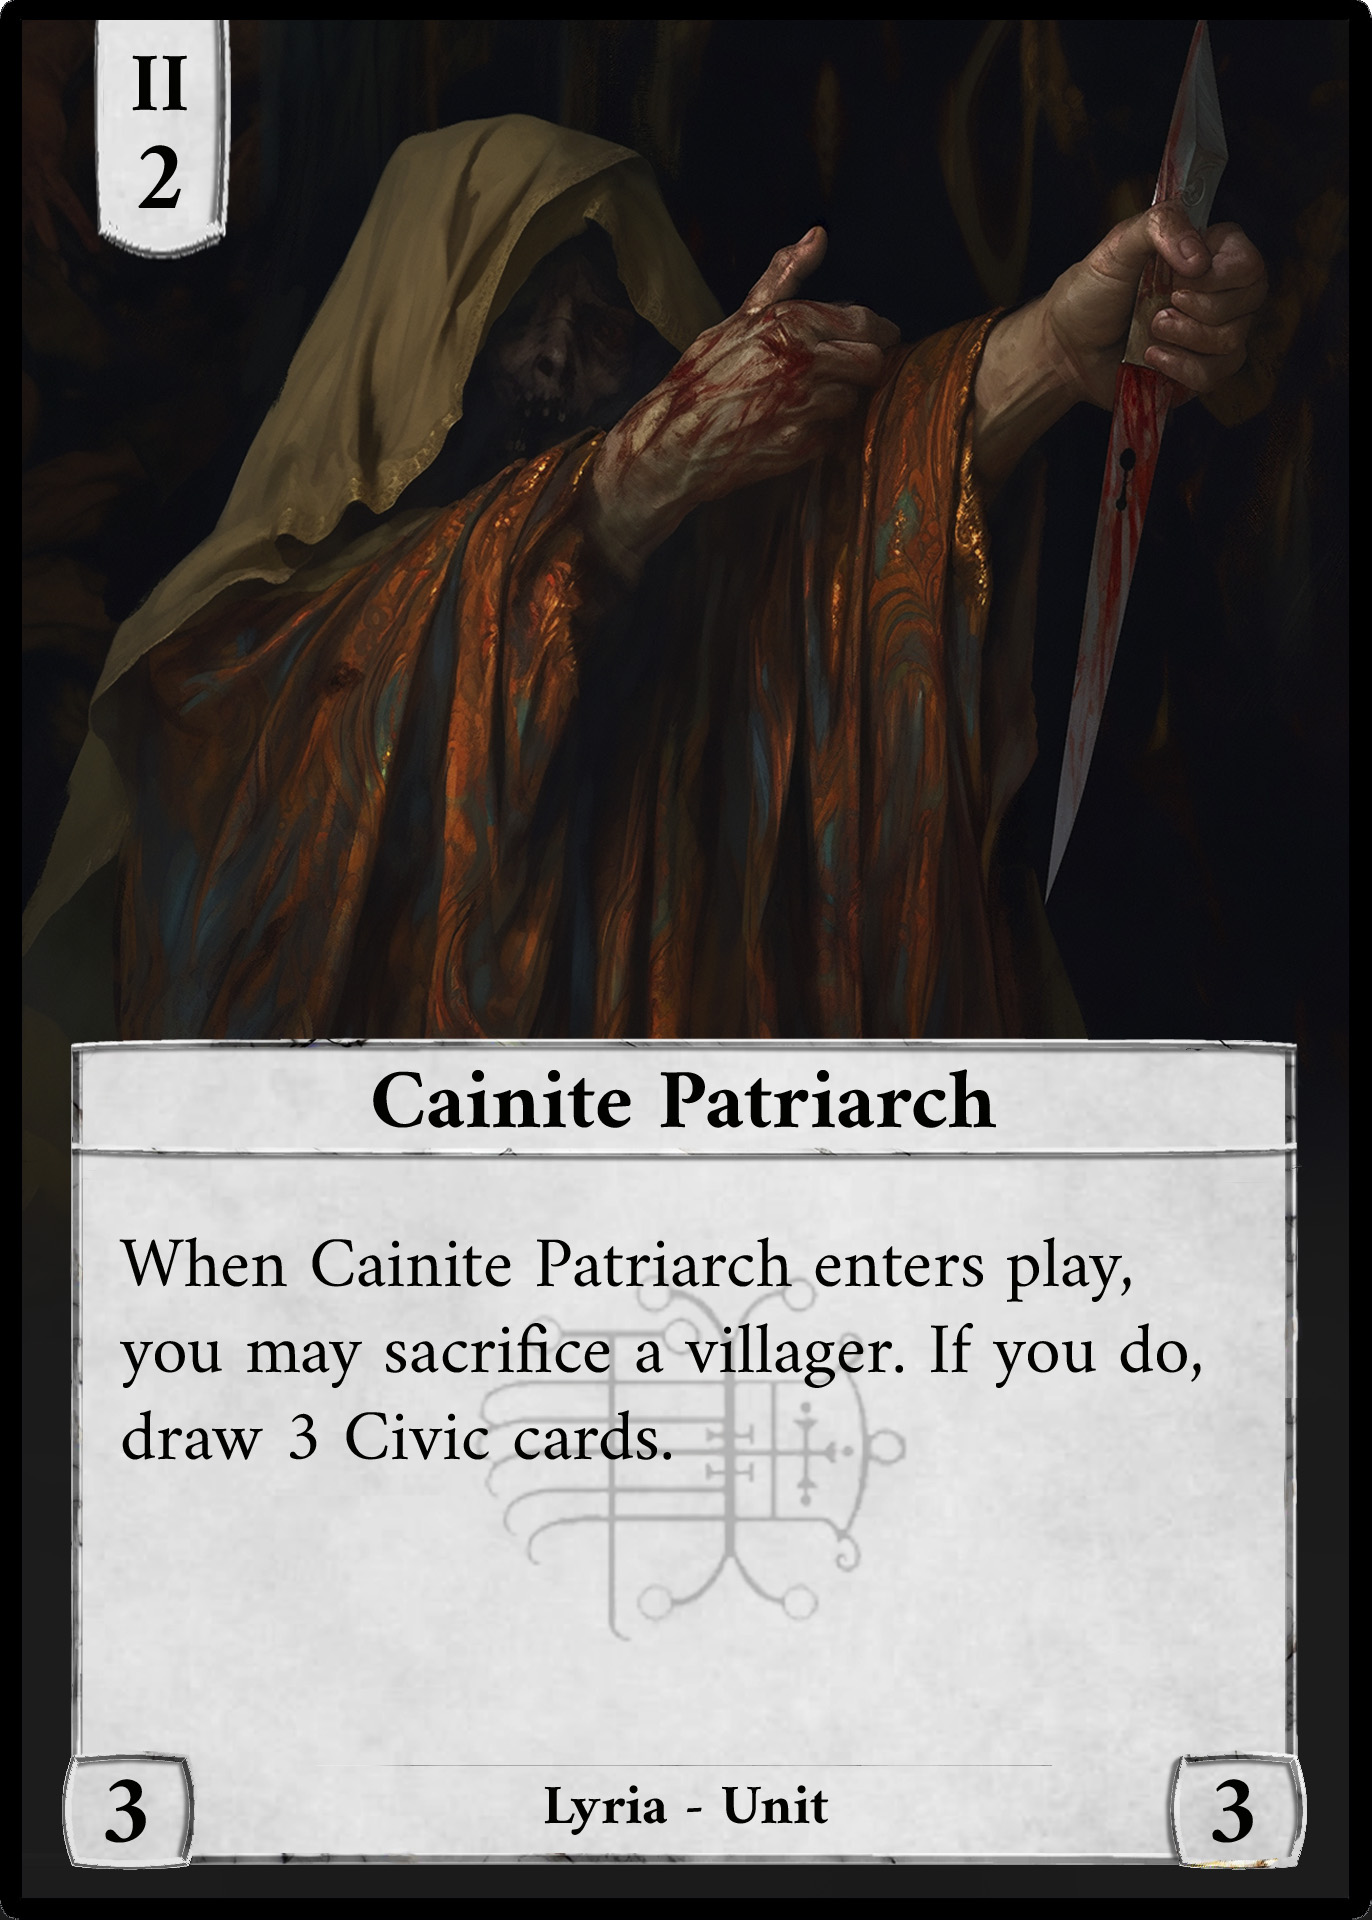 II
2
Cainite Patriarch
When Cainite Patriarch enters play,
you may sacrifice a villager. If you do,
draw 3 Civic cards.
3
Lyria - Unit
3